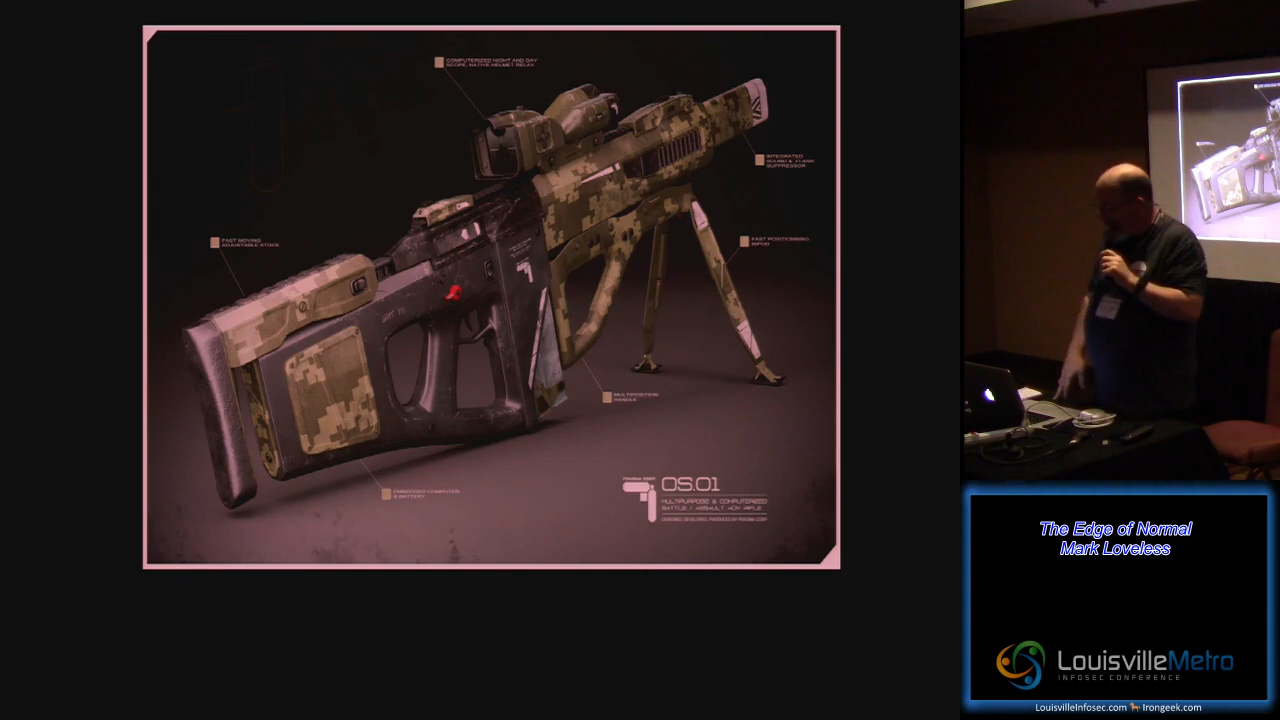 COMPUTERIZED NIGHT AND DAY
SCOPE, NATIVE HELMET RELAY
INTEGRATED
SOUND & FLASH
SUPPRESSOR
FAST MOVING
ADJUSTABLE STOCK
FAST POSITIONNING
BIPOD
MULTIPOSITION
HANDLE
EMBEDDED COMPUTER
& BATTERY
OS.01
MULTIPURPOSE & COMPUTERIZED
BATTLE / ASSAULT ADV RIFLE
The Edge of Normal
Mark Loveless
LouisvilleMetro
INFOSEC CONFERENCE
LouisvilleInfosec.com Irongeek.com